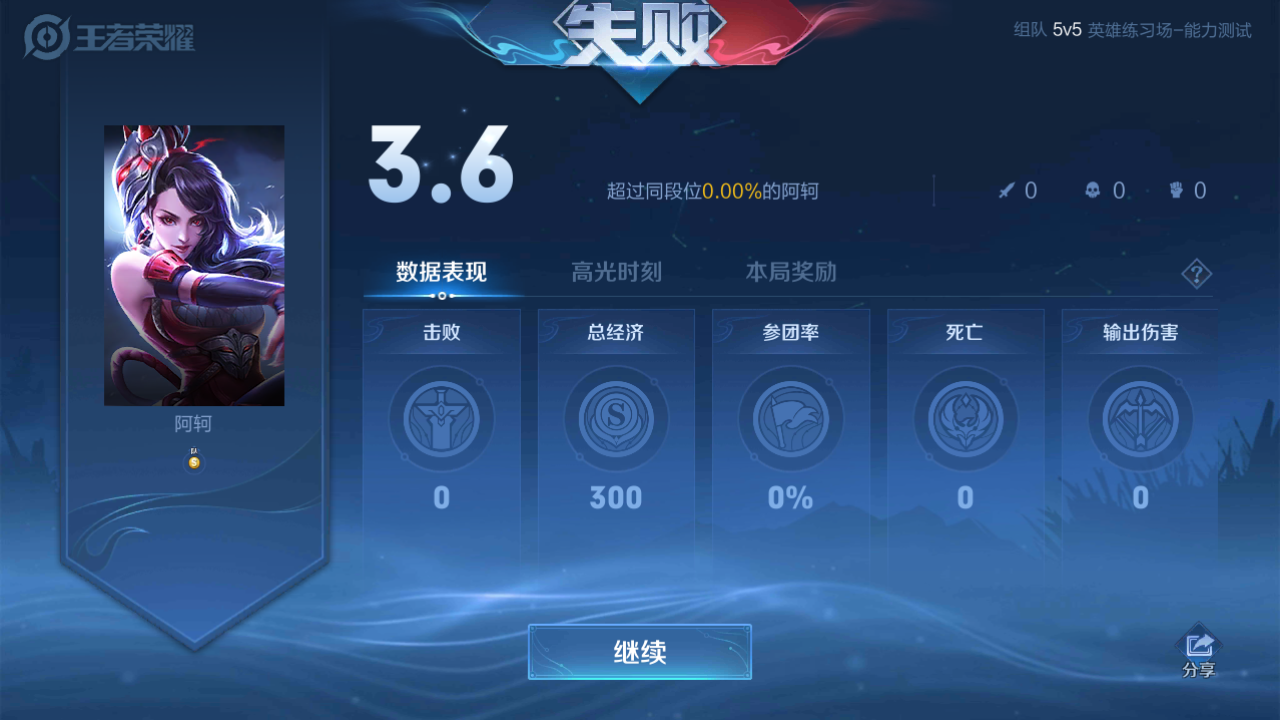 王者荣耀
失败
组队 5v5 英雄练习场-能力测试
3.6
超过同段位0.00%的阿轲
0 0 0
数据表现 高光时刻 本局奖励 ?
击败 总经济 参团率 死亡 输出伤害
S
0 300 0% 0 0
阿轲
S
继续
分享